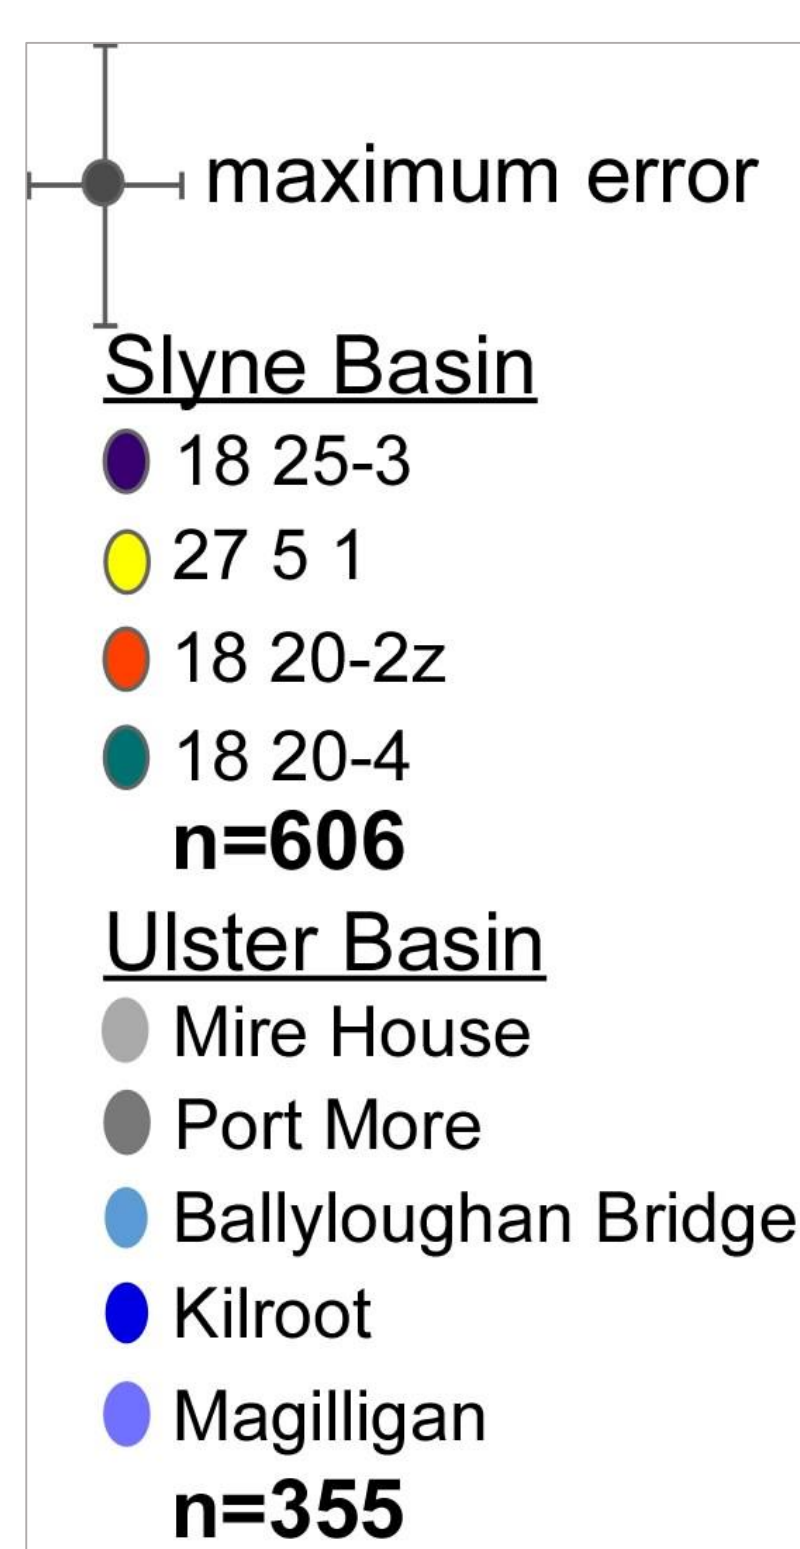 maximum error
Slyne Basin
18 25-3
27 5 1
18 20-2z
18 20-4
n=606
Ulster Basin
Mire House
Port More
Ballyloughan Bridge
Kilroot
Magilligan
n=355